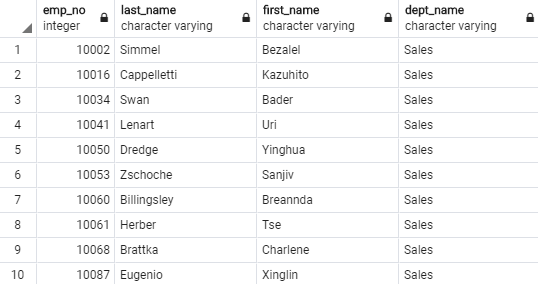 emp_no last_name first_name dept_name
integer character varying character varying character varying
1 10002 Simmel Bezalel Sales
2 10016 Cappelletti Kazuhito Sales
3 10034 Swan Bader Sales
4 10041 Lenart Uri Sales
5 10050 Dredge Yinghua Sales
6 10053 Zschoche Sanjiv Sales
7 10060 Billingsley Breannda Sales
8 10061 Herber Tse Sales
9 10068 Brattka Charlene Sales
10 10087 Eugenio Xinglin Sales